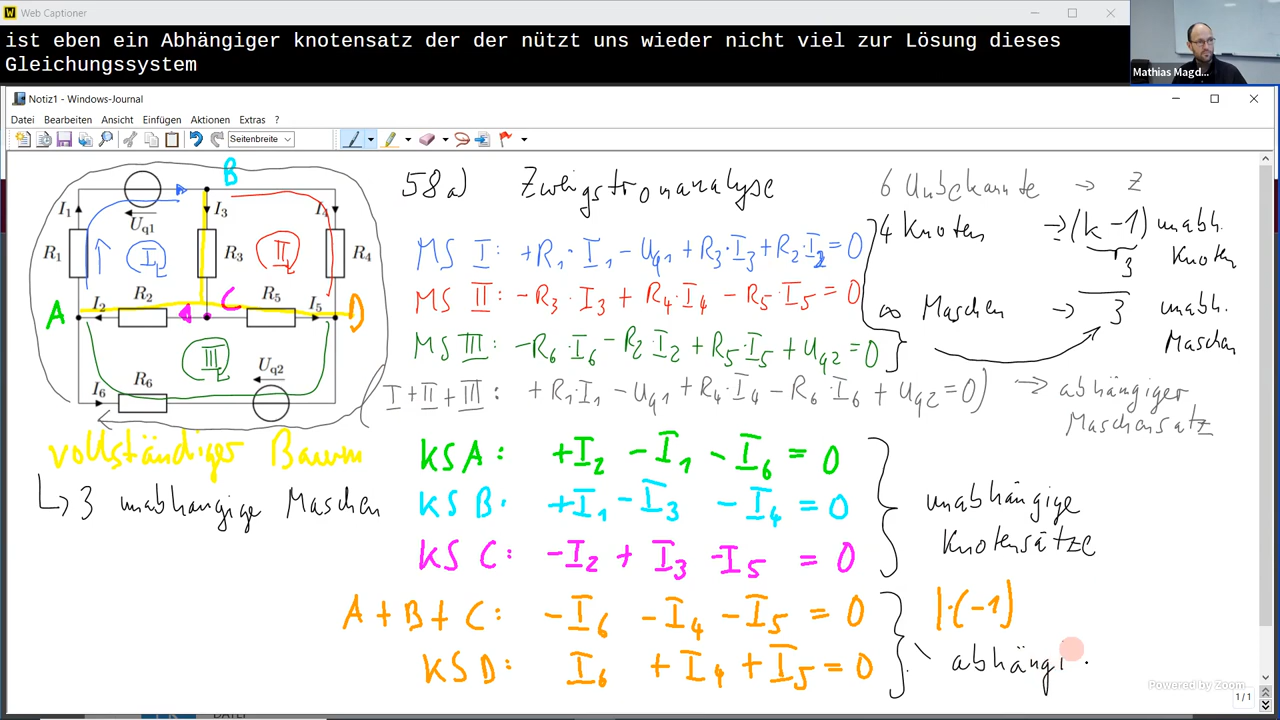 Web Captioner
ist eben ein Abhängiger knotensatz der der nützt uns wieder nicht viel zur Lösung dieses
Gleichungssystem
Mathias Magd...
Notiz1 - Windows-Journal
Datei Bearbeiten Ansicht Einfügen Aktionen Extras ?
Seitenbreite
58a) Zweigstromanalyse
6 Unbekannte → Z
4 Knoten → (k-1) unabh. Knoten
3
∞ Maschen → 3 unabh. Maschen
MS I: +R1·I1 - Uq1 + R3·I3 + R2·I2 = 0
MS II: -R3·I3 + R4·I4 - R5·I5 = 0
MS III: -R6·I6 - R2·I2 + R5·I5 + Uq2 = 0
I+II+III: +R1·I1 - Uq1 + R4·I4 - R6·I6 + Uq2 = 0) → abhängiger Maschensatz
B
I1 Uq1 I3 I4
R1 I R3 II R4
A I2 R2 C R5 I5 D
III
R6 Uq2
I6
vollständiger Baum
↳ 3 unabhängige Maschen
KS A: +I2 - I1 - I6 = 0
KS B: +I1 - I3 - I4 = 0
KS C: -I2 + I3 - I5 = 0
unabhängige
Knotensätze
A+B+C: -I6 - I4 - I5 = 0 |·(-1)
KS D: I6 + I4 + I5 = 0
abhängi
Powered by Zoom
1/1